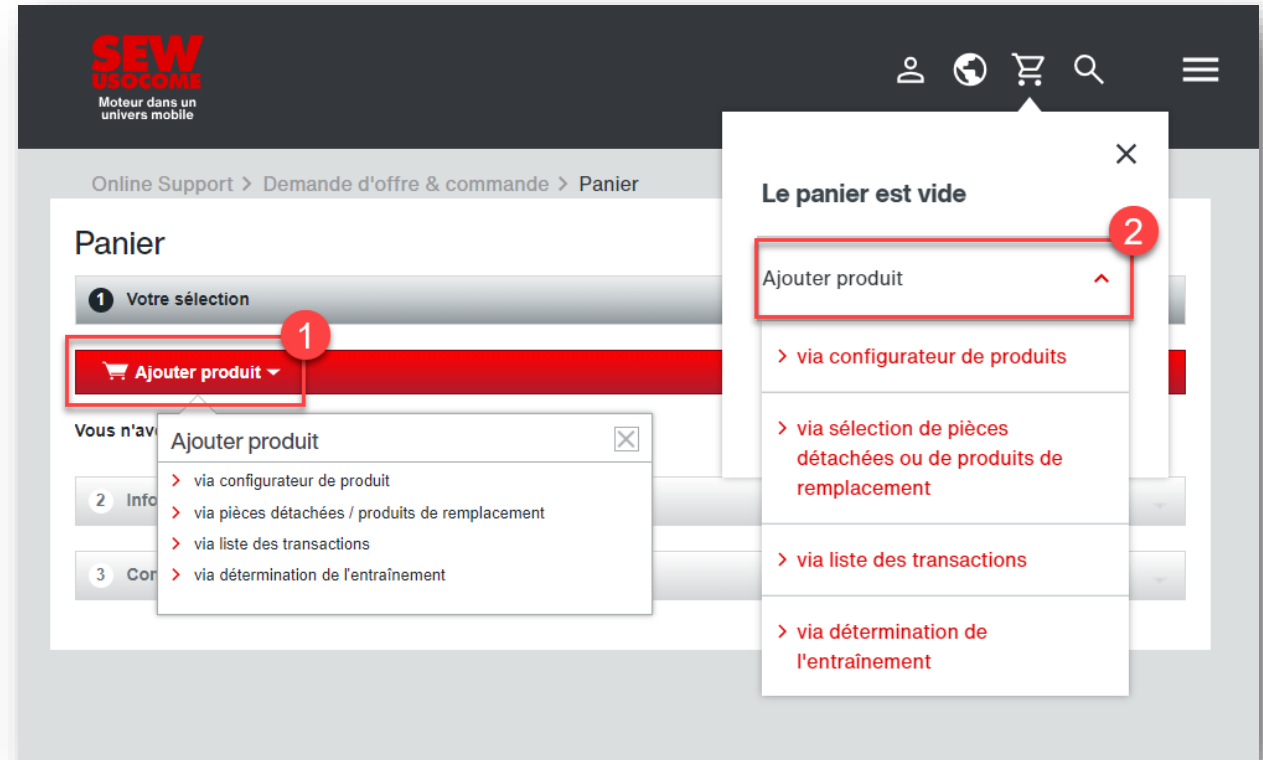 SEW
USOCOME
Moteur dans un
univers mobile
Online Support > Demande d'offre & commande > Panier
Panier
1 Votre sélection
1
Ajouter produit
Vous n'av
Ajouter produit
> via configurateur de produit
> via pièces détachées / produits de remplacement
> via liste des transactions
> via détermination de l'entraînement
2 Info
3 Con
Le panier est vide
2
Ajouter produit
> via configurateur de produits
> via sélection de pièces
détachées ou de produits de
remplacement
> via liste des transactions
> via détermination de
l'entraînement